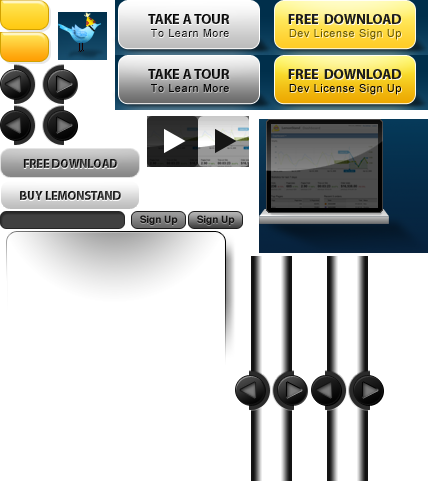 TAKE A TOUR
To Learn More
FREE DOWNLOAD
Dev License Sign Up
TAKE A TOUR
To Learn More
FREE DOWNLOAD
Dev License Sign Up
FREE DOWNLOAD
BUY LEMONSTAND
Sign Up
Sign Up